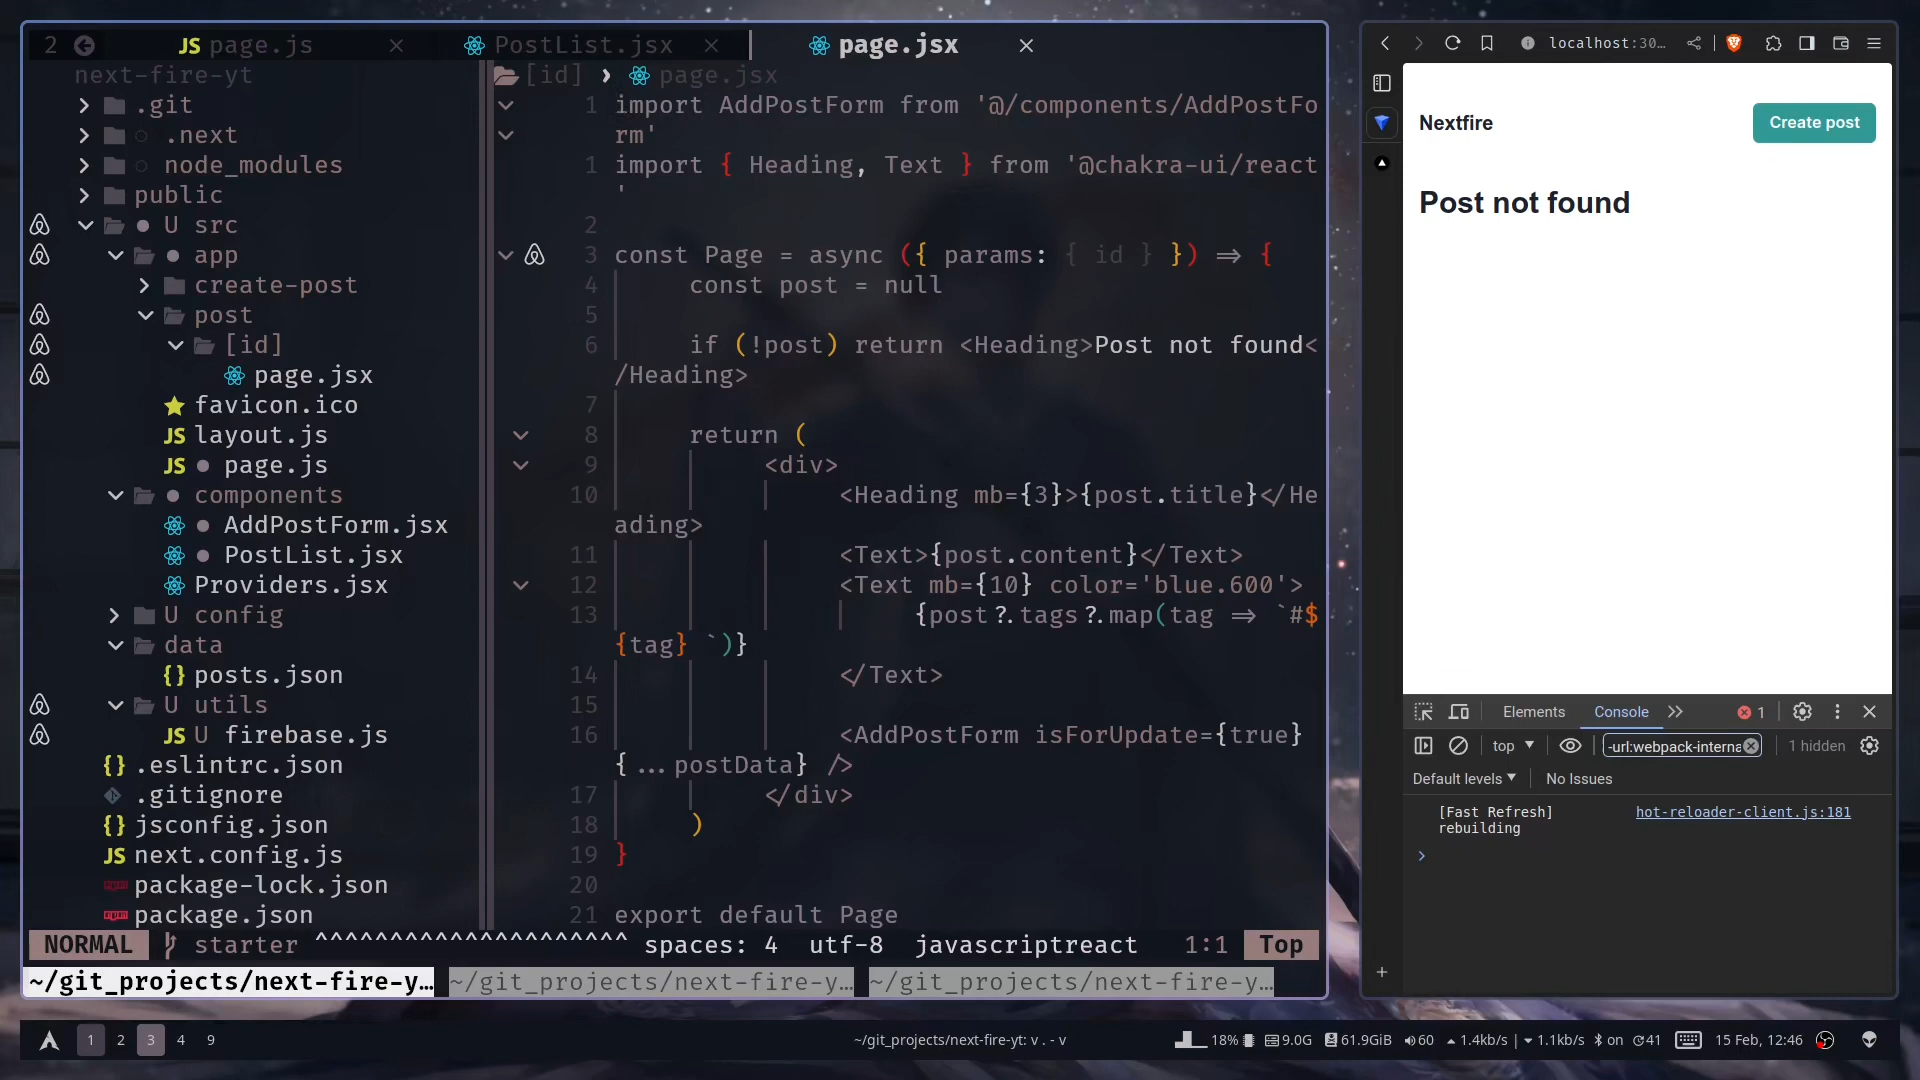 2 JS page.js PostList.jsx page.jsx
next-fire-yt
.git
.next
node_modules
public
U src
app
create-post
post
[id]
page.jsx
favicon.ico
JS layout.js
JS page.js
components
AddPostForm.jsx
PostList.jsx
Providers.jsx
U config
data
{} posts.json
U utils
JS U firebase.js
{} .eslintrc.json
.gitignore
{} jsconfig.json
JS next.config.js
package-lock.json
package.json
[id] › page.jsx
1 import AddPostForm from '@/components/AddPostFo
rm'
1 import { Heading, Text } from '@chakra-ui/react
'
2
3 const Page = async ({ params: { id } }) => {
4 const post = null
5
6 if (!post) return <Heading>Post not found<
/Heading>
7
8 return (
9 <div>
10 <Heading mb={3}>{post.title}</He
ading>
11 <Text>{post.content}</Text>
12 <Text mb={10} color='blue.600'>
13 {post?.tags?.map(tag => `#$
{tag} `)}
14 </Text>
15
16 <AddPostForm isForUpdate={true}
{...postData} />
17 </div>
18 )
19 }
20
21 export default Page
NORMAL starter ^^^^^^^^^^^^^^^^^^^^^ spaces: 4 utf-8 javascriptreact 1:1 Top
~/git_projects/next-fire-y… ~/git_projects/next-fire-y… ~/git_projects/next-fire-y…
localhost:30…
Nextfire
Create post
Post not found
Elements Console 1
top -url:webpack-interna 1 hidden
Default levels No Issues
[Fast Refresh] hot-reloader-client.js:181
rebuilding
1 2 3 4 9 ~/git_projects/next-fire-yt: v . - v 18% 9.0G 61.9GiB 60 1.4kb/s | 1.1kb/s on 41 15 Feb, 12:46